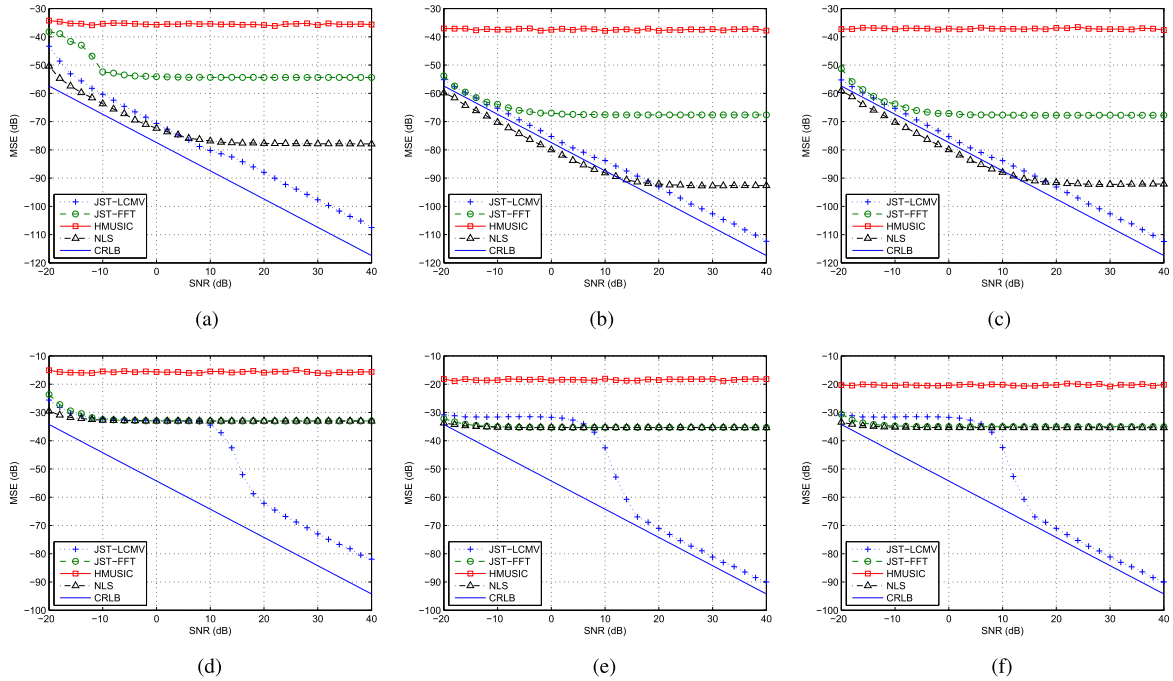 −30
−40
−50
−60
−70
−80
−90
−100
−110
−120
MSE (dB)
JST−LCMV
JST−FFT
HMUSIC
NLS
CRLB
−20 −10 0 10 20 30 40
SNR (dB)
(a)
−30
−40
−50
−60
−70
−80
−90
−100
−110
−120
MSE (dB)
JST−LCMV
JST−FFT
HMUSIC
NLS
CRLB
−20 −10 0 10 20 30 40
SNR (dB)
(b)
−30
−40
−50
−60
−70
−80
−90
−100
−110
−120
MSE (dB)
JST−LCMV
JST−FFT
HMUSIC
NLS
CRLB
−20 −10 0 10 20 30 40
SNR (dB)
(c)
−10
−20
−30
−40
−50
−60
−70
−80
−90
−100
MSE (dB)
JST−LCMV
JST−FFT
HMUSIC
NLS
CRLB
−20 −10 0 10 20 30 40
SNR (dB)
(d)
−10
−20
−30
−40
−50
−60
−70
−80
−90
−100
MSE (dB)
JST−LCMV
JST−FFT
HMUSIC
NLS
CRLB
−20 −10 0 10 20 30 40
SNR (dB)
(e)
−10
−20
−30
−40
−50
−60
−70
−80
−90
−100
MSE (dB)
JST−LCMV
JST−FFT
HMUSIC
NLS
CRLB
−20 −10 0 10 20 30 40
SNR (dB)
(f)